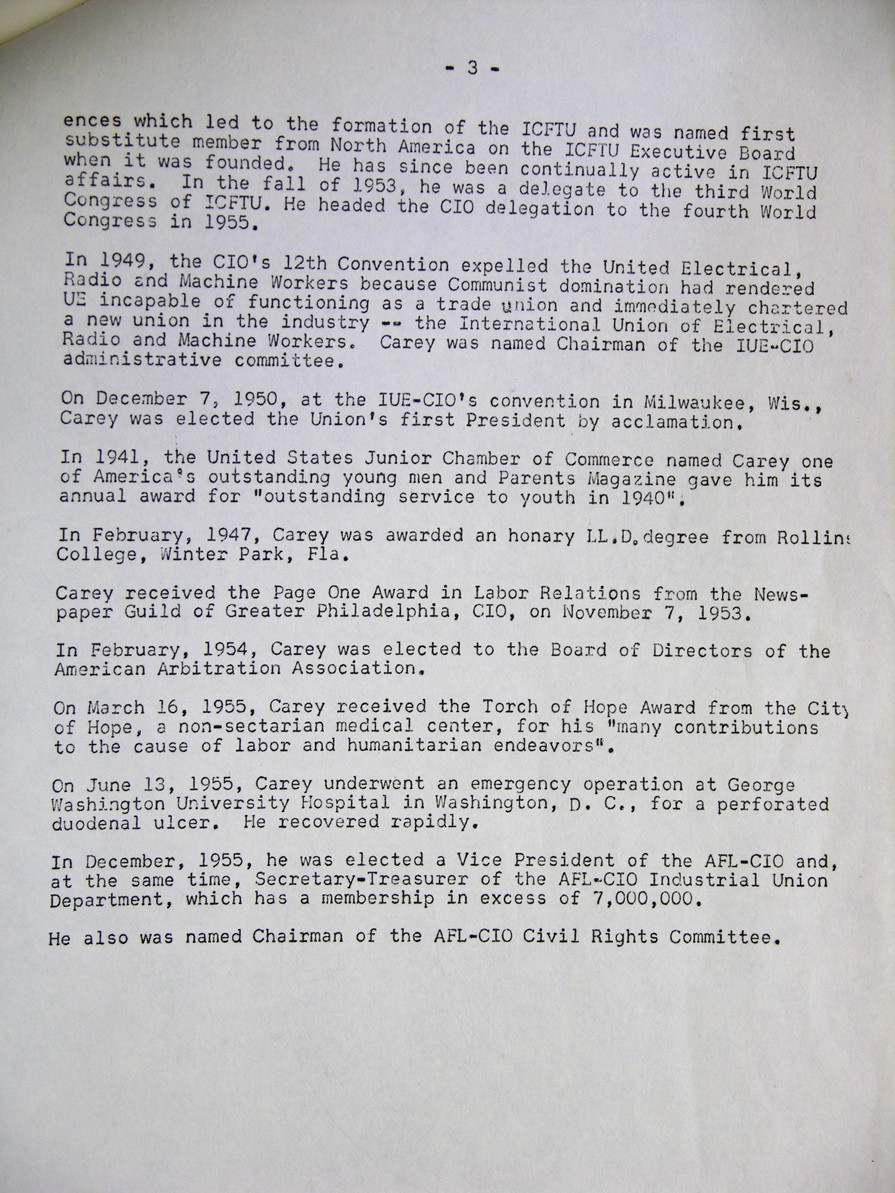 - 3 -
ences which led to the formation of the ICFTU and was named first
substitute member from North America on the ICFTU Executive Board
when it was founded. He has since been continually active in ICFTU
affairs. In the fall of 1953, he was a delegate to the third World
Congress of ICFTU. He headed the CIO delegation to the fourth World
Congress in 1955.
In 1949, the CIO's 12th Convention expelled the United Electrical,
Radio and Machine Workers because Communist domination had rendered
UE incapable of functioning as a trade union and immediately chartered
a new union in the industry -- the International Union of Electrical,
Radio and Machine Workers. Carey was named Chairman of the IUE-CIO
administrative committee.
On December 7, 1950, at the IUE-CIO's convention in Milwaukee, Wis.,
Carey was elected the Union's first President by acclamation.
In 1941, the United States Junior Chamber of Commerce named Carey one
of America's outstanding young men and Parents Magazine gave him its
annual award for "outstanding service to youth in 1940".
In February, 1947, Carey was awarded an honary LL.D. degree from Rollins
College, Winter Park, Fla.
Carey received the Page One Award in Labor Relations from the News-
paper Guild of Greater Philadelphia, CIO, on November 7, 1953.
In February, 1954, Carey was elected to the Board of Directors of the
American Arbitration Association.
On March 16, 1955, Carey received the Torch of Hope Award from the City
of Hope, a non-sectarian medical center, for his "many contributions
to the cause of labor and humanitarian endeavors".
On June 13, 1955, Carey underwent an emergency operation at George
Washington University Hospital in Washington, D. C., for a perforated
duodenal ulcer. He recovered rapidly.
In December, 1955, he was elected a Vice President of the AFL-CIO and,
at the same time, Secretary-Treasurer of the AFL-CIO Industrial Union
Department, which has a membership in excess of 7,000,000.
He also was named Chairman of the AFL-CIO Civil Rights Committee.